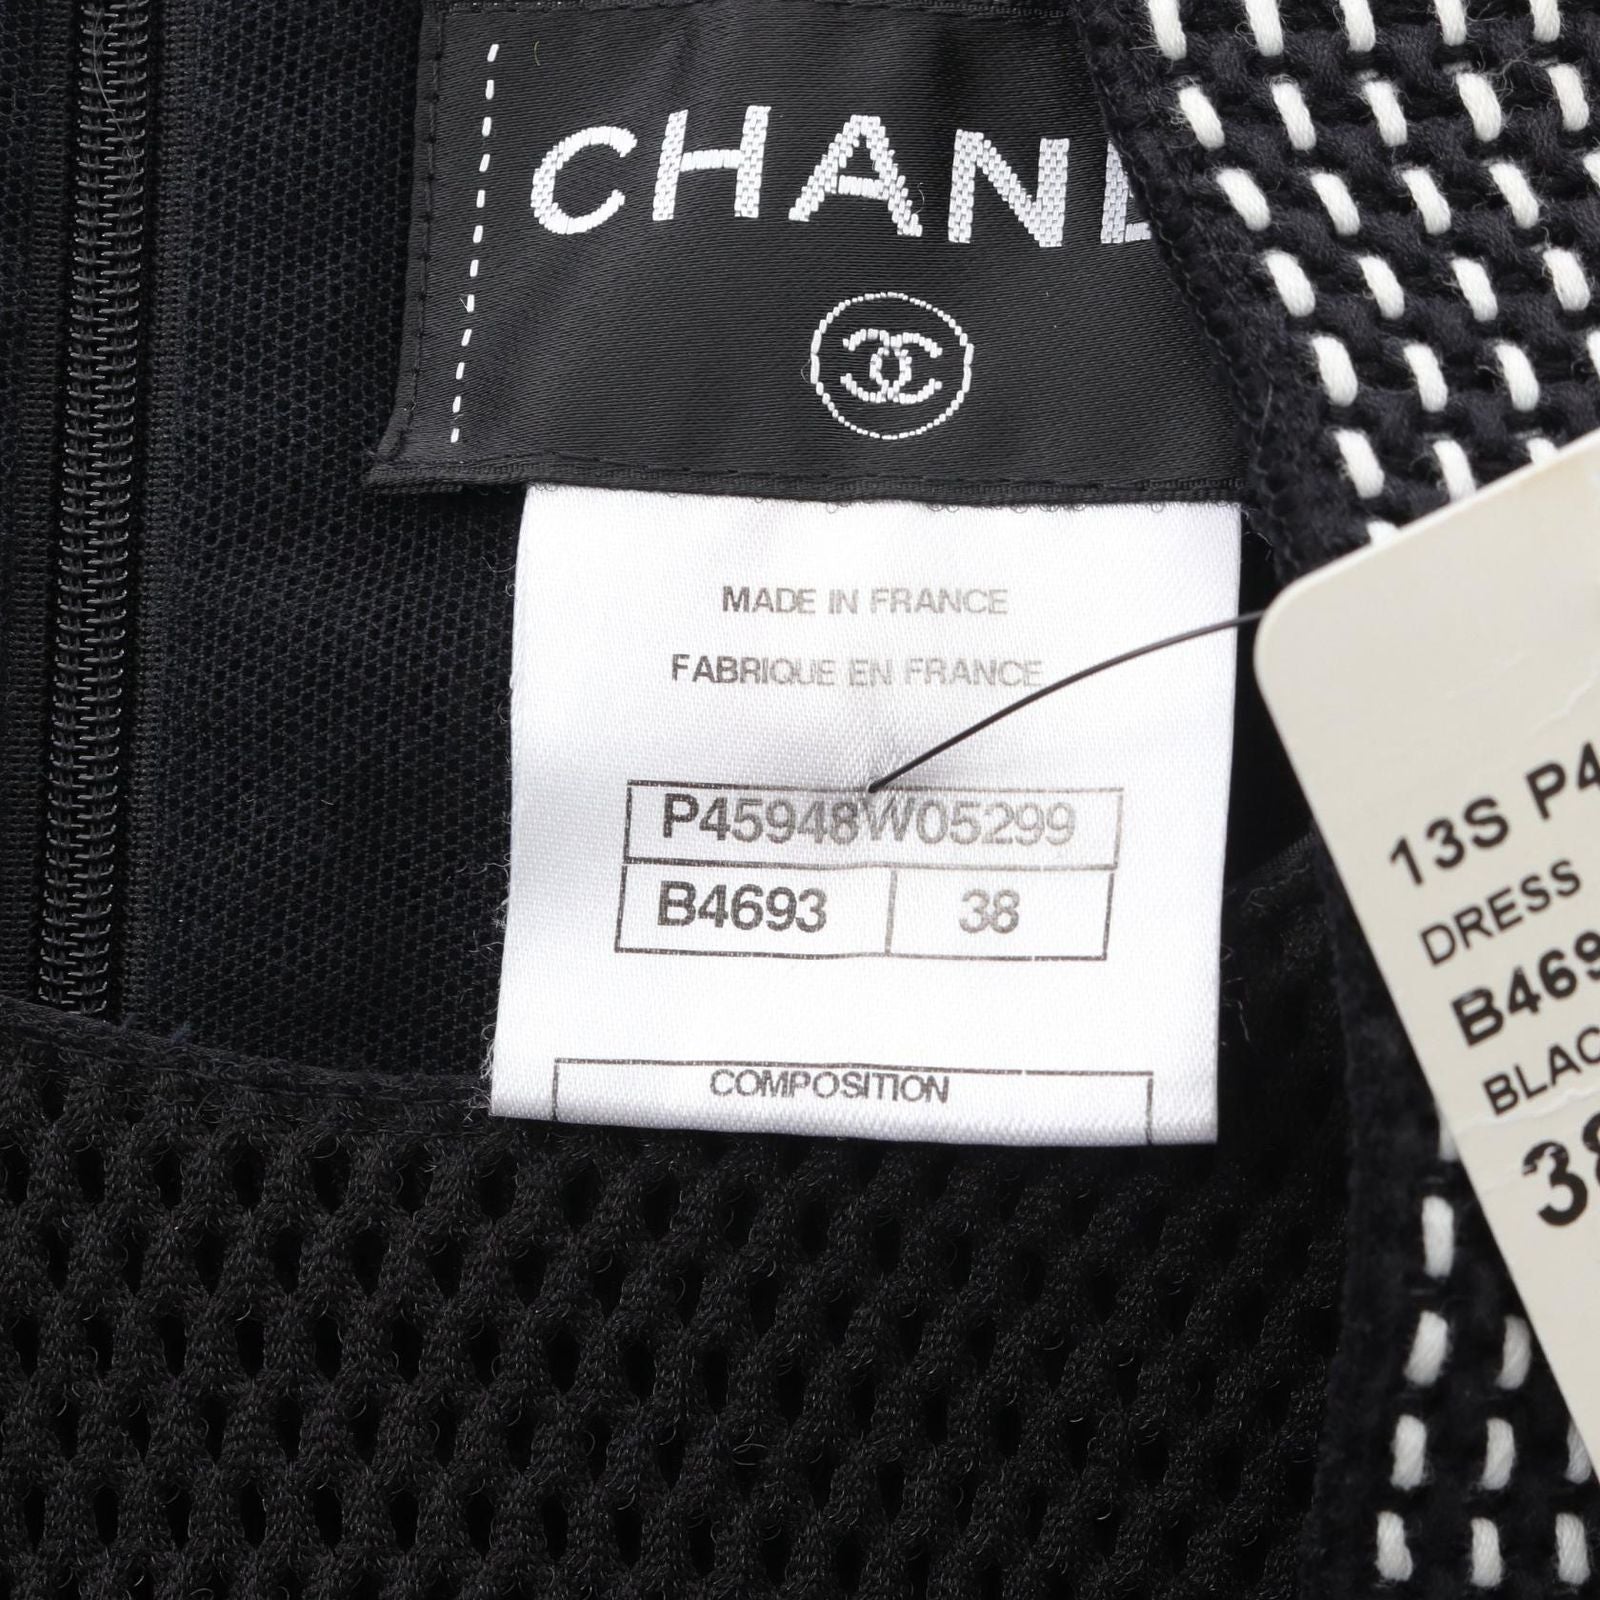 CHANEL
MADE IN FRANCE
FABRIQUE EN FRANCE
P45948W05299
B4693 38
COMPOSITION
13S P4
DRESS
B469
BLAC
38